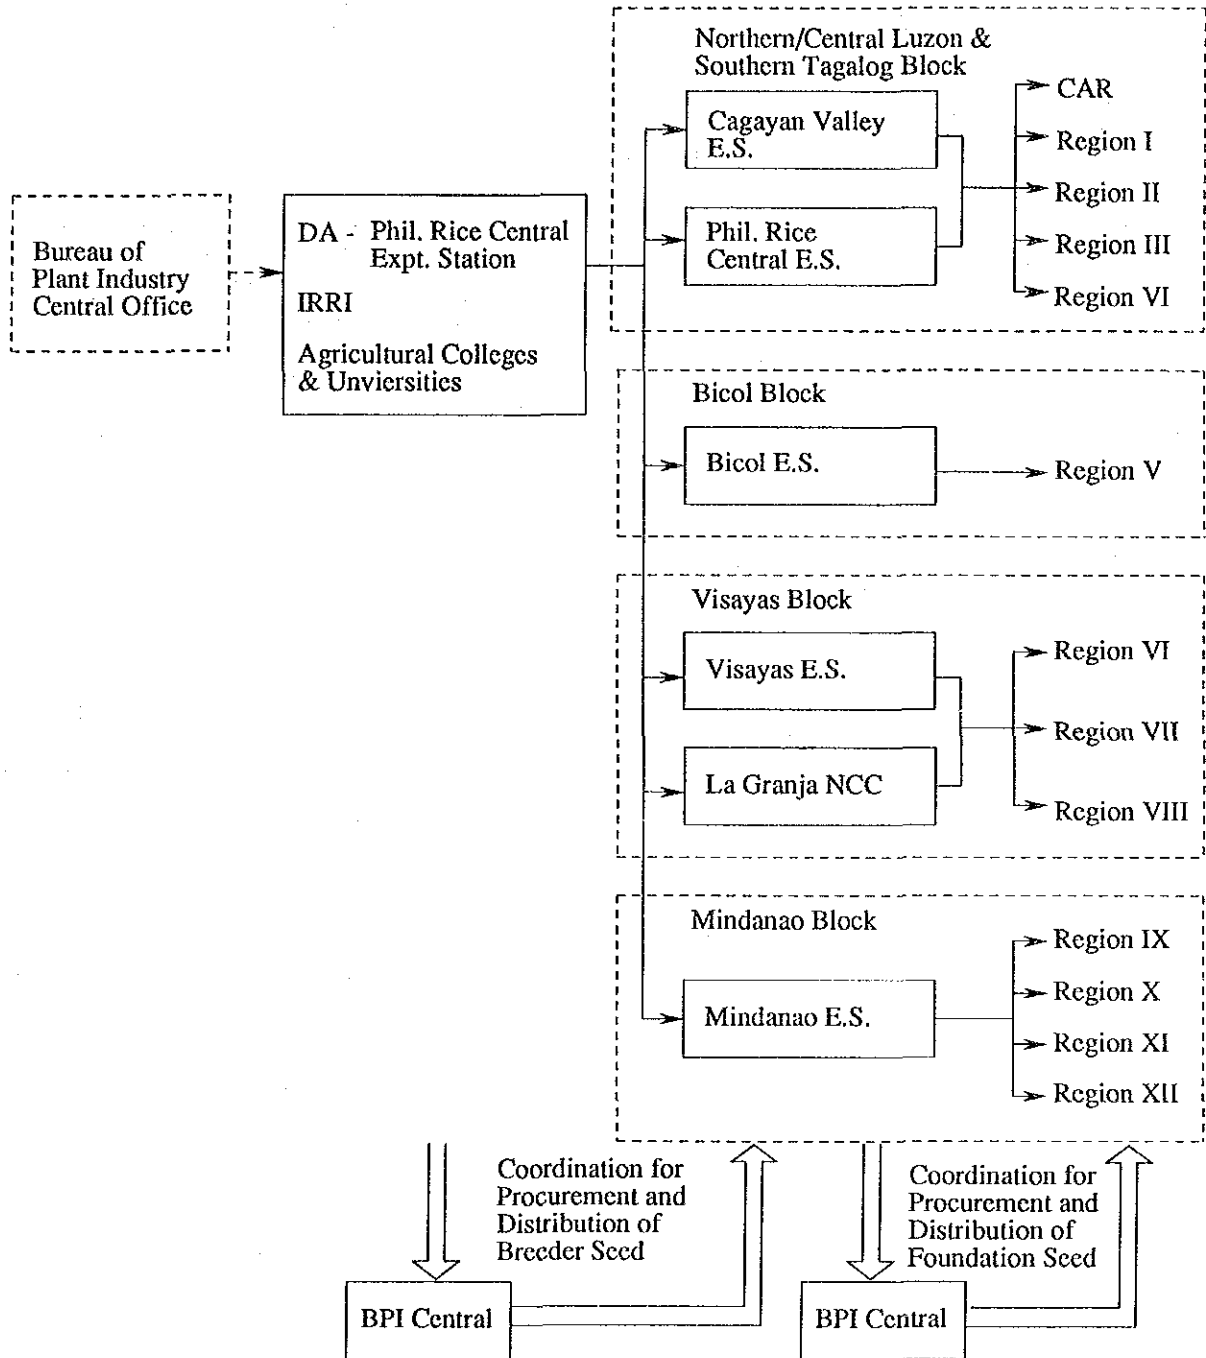 Northern/Central Luzon &
Southern Tagalog Block
Cagayan Valley
E.S.
Phil. Rice
Central E.S.
CAR
Region I
Region II
Region III
Region VI
Bureau of
Plant Industry
Central Office
DA - Phil. Rice Central
Expt. Station
IRRI
Agricultural Colleges
& Unviersities
Bicol Block
Bicol E.S.
Region V
Visayas Block
Visayas E.S.
La Granja NCC
Region VI
Region VII
Region VIII
Mindanao Block
Mindanao E.S.
Region IX
Region X
Region XI
Region XII
Coordination for
Procurement and
Distribution of
Breeder Seed
BPI Central
Coordination for
Procurement and
Distribution of
Foundation Seed
BPI Central